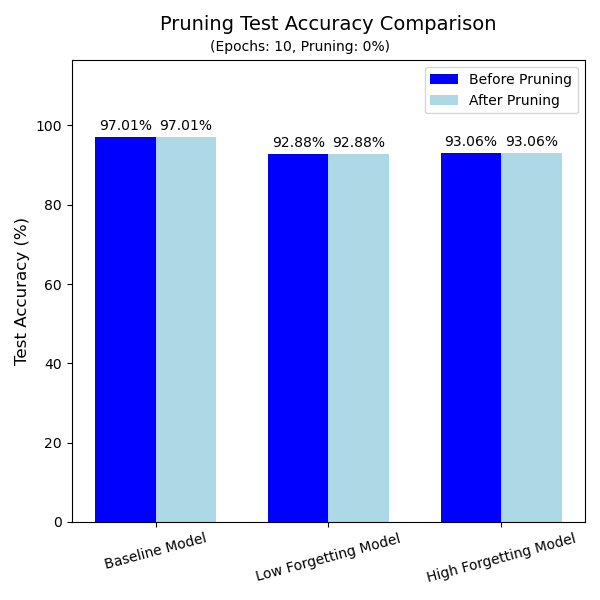 Pruning Test Accuracy Comparison
(Epochs: 10, Pruning: 0%)
Before Pruning
After Pruning
97.01% 97.01% 92.88% 92.88% 93.06% 93.06%
Test Accuracy (%)
100
80
60
40
20
0
Baseline Model
Low Forgetting Model
High Forgetting Model